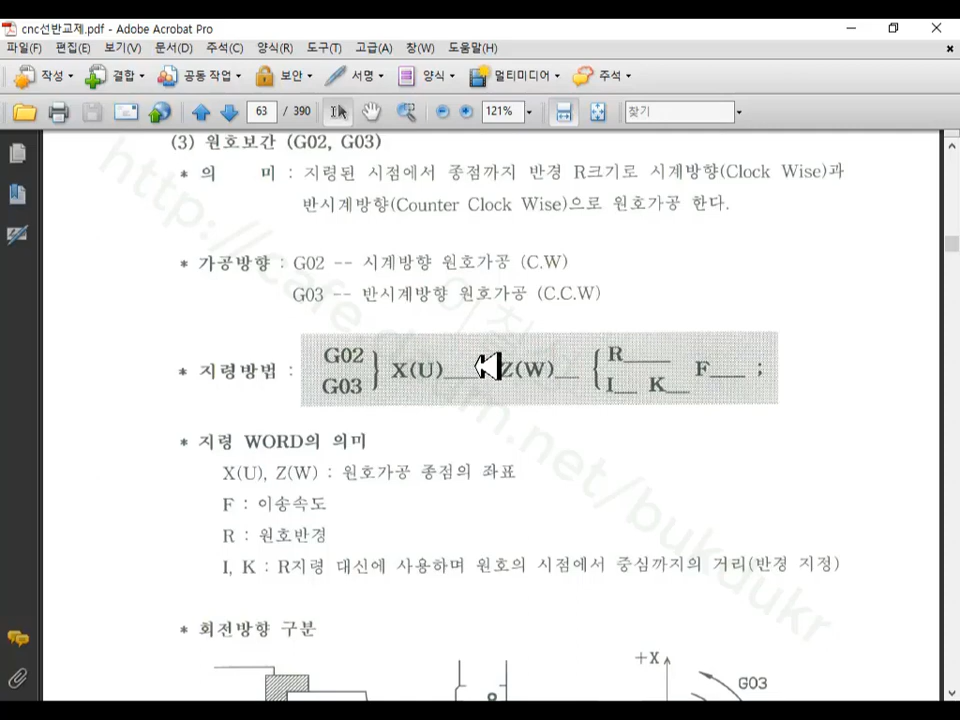 cnc선반교제.pdf - Adobe Acrobat Pro
파일(F) 편집(E) 보기(V) 문서(D) 주석(C) 양식(R) 도구(T) 고급(A) 창(W) 도움말(H)
작성 결합 공동 작업 보안 서명 양식 멀티미디어 주석
63 / 390 121% 찾기
(3) 원호보간 (G02, G03)
* 의 미 : 지령된 시점에서 종점까지 반경 R크기로 시계방향(Clock Wise)과
반시계방향(Counter Clock Wise)으로 원호가공 한다.
* 가공방향 : G02 -- 시계방향 원호가공 (C.W)
G03 -- 반시계방향 원호가공 (C.C.W)
* 지령방법 : G02 G03 } X(U)____ Z(W)__ { R____ I__ K__ F___ ;
* 지령 WORD의 의미
X(U), Z(W) : 원호가공 종점의 좌표
F : 이송속도
R : 원호반경
I, K : R지령 대신에 사용하며 원호의 시점에서 중심까지의 거리(반경 지정)
* 회전방향 구분
+X
G03